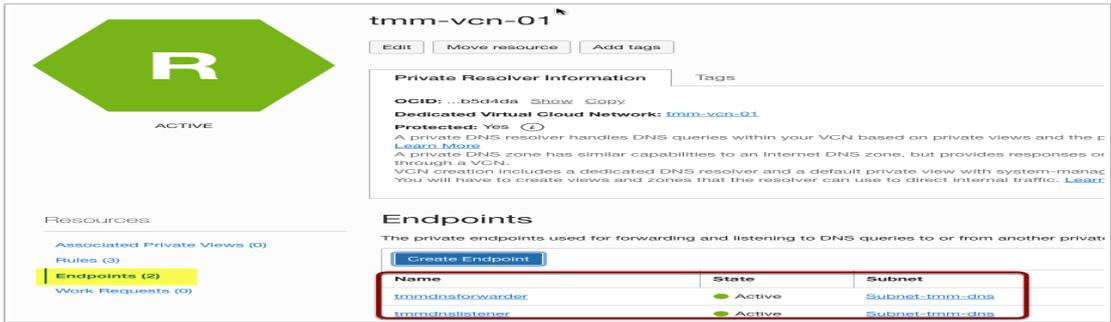 tmm-vcn-01
Edit Move resource Add tags
R
ACTIVE
Private Resolver Information Tags
OCID: ...b5d4da Show Copy
Dedicated Virtual Cloud Network: tmm-vcn-01
Protected: Yes i
A private DNS resolver handles DNS queries within your VCN based on private views and the p
Learn More
A private DNS zone has similar capabilities to an Internet DNS zone, but provides responses or
through a VCN.
VCN creation includes a dedicated DNS resolver and a default private view with system-manag
You will have to create views and zones that the resolver can use to direct internal traffic. Learr
Resources
Associated Private Views (0)
Rules (3)
Endpoints (2)
Work Requests (0)
Endpoints
The private endpoints used for forwarding and listening to DNS queries to or from another private
Create Endpoint
Name State Subnet
tmmdnsforwarder Active Subnet-tmm-dns
tmmdnslistener Active Subnet-tmm-dns